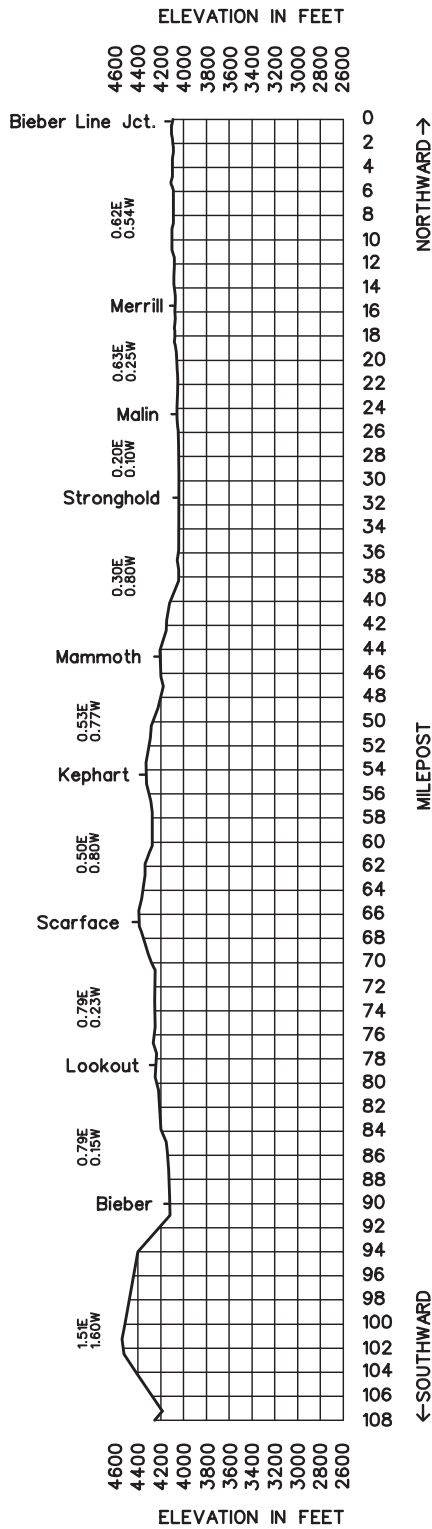 ELEVATION IN FEET
4600 4400 4200 4000 3800 3600 3400 3200 3000 2800 2600
Bieber Line Jct.
0.62E
0.54W
Merrill
0.63E
0.25W
Malin
0.20E
0.10W
Stronghold
0.30E
0.80W
Mammoth
0.53E
0.77W
Kephart
0.50E
0.80W
Scarface
0.79E
0.23W
Lookout
0.79E
0.15W
Bieber
1.51E
1.60W
0
2
4
6
8
10
12
14
16
18
20
22
24
26
28
30
32
34
36
38
40
42
44
46
48
50
52
54
56
58
60
62
64
66
68
70
72
74
76
78
80
82
84
86
88
90
92
94
96
98
100
102
104
106
108
NORTHWARD→
MILEPOST
←SOUTHWARD
4600 4400 4200 4000 3800 3600 3400 3200 3000 2800 2600
ELEVATION IN FEET